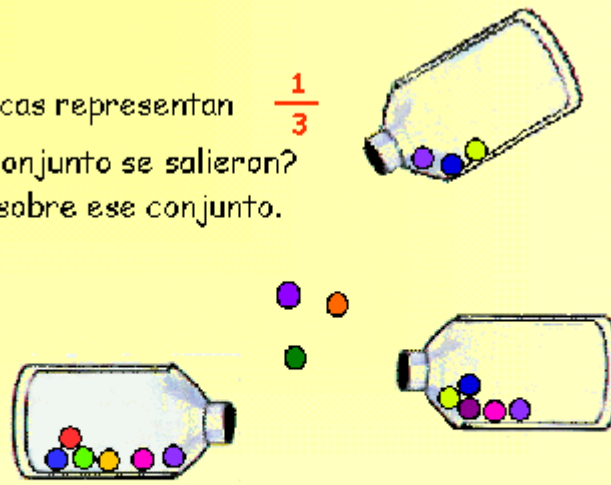 cas representan 1/3
onjunto se salieron?
sobre ese conjunto.